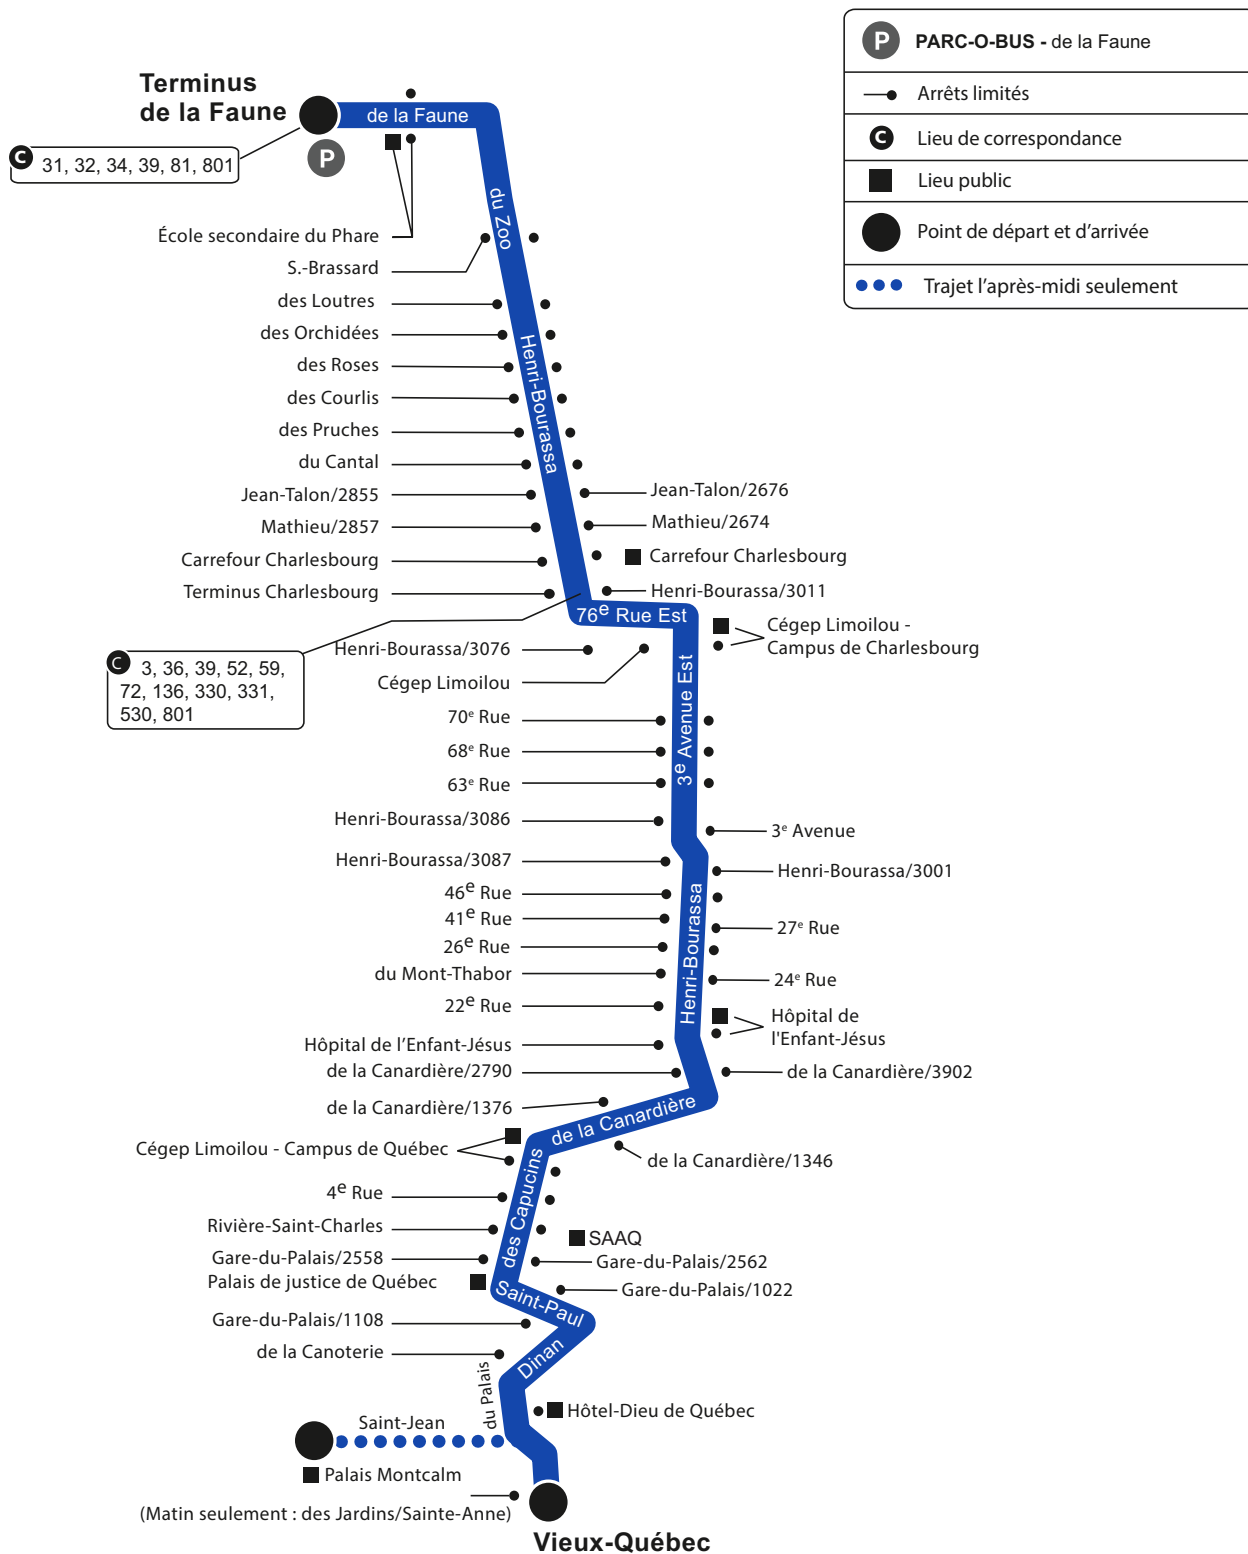 P PARC-O-BUS - de la Faune
Arrêts limités
C Lieu de correspondance
Lieu public
Point de départ et d'arrivée
Trajet l'après-midi seulement
Terminus
de la Faune
de la Faune
P
C 31, 32, 34, 39, 81, 801
du Zoo
École secondaire du Phare
S.-Brassard
des Loutres
des Orchidées
des Roses
des Courlis
des Pruches
du Cantal
Henri-Bourassa
Jean-Talon/2855
Jean-Talon/2676
Mathieu/2857
Mathieu/2674
Carrefour Charlesbourg
Carrefour Charlesbourg
Terminus Charlesbourg
Henri-Bourassa/3011
76e Rue Est
Cégep Limoilou -
Campus de Charlesbourg
C 3, 36, 39, 52, 59,
72, 136, 330, 331,
530, 801
Henri-Bourassa/3076
Cégep Limoilou
70e Rue
68e Rue
63e Rue
3e Avenue Est
Henri-Bourassa/3086
3e Avenue
Henri-Bourassa/3087
Henri-Bourassa/3001
46e Rue
41e Rue
27e Rue
26e Rue
du Mont-Thabor
24e Rue
22e Rue
Henri-Bourassa
Hôpital de
l'Enfant-Jésus
Hôpital de l'Enfant-Jésus
de la Canardière/2790
de la Canardière/3902
de la Canardière/1376
de la Canardière
Cégep Limoilou - Campus de Québec
de la Canardière/1346
4e Rue
des Capucins
Rivière-Saint-Charles
SAAQ
Gare-du-Palais/2558
Gare-du-Palais/2562
Palais de justice de Québec
Gare-du-Palais/1022
Saint-Paul
Gare-du-Palais/1108
de la Canoterie
Dinan
du Palais
Hôtel-Dieu de Québec
Saint-Jean
Palais Montcalm
(Matin seulement : des Jardins/Sainte-Anne)
Vieux-Québec